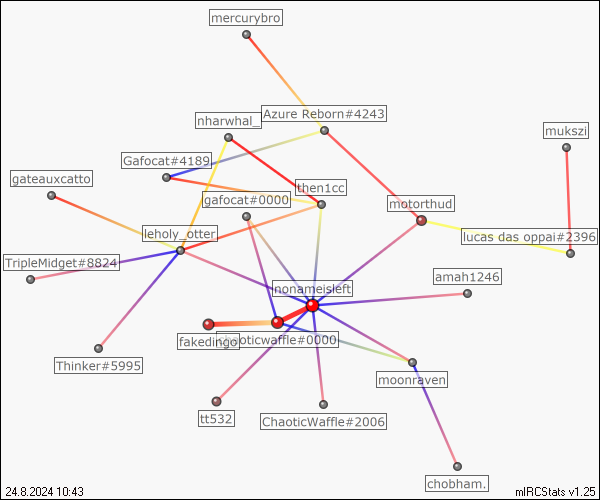 mercurybro
Azure Reborn#4243
nharwhal_
mukszi
Gafocat#4189
gateauxcatto
then1cc
gafocat#0000
motorthud
leholy_otter
lucas das oppai#2396
TripleMidget#8824
amah1246
nonameisleft
fakedingo
chaoticwaffle#0000
Thinker#5995
moonraven
tt532
ChaoticWaffle#2006
chobham.
24.8.2024 10:43
mIRCStats v1.25